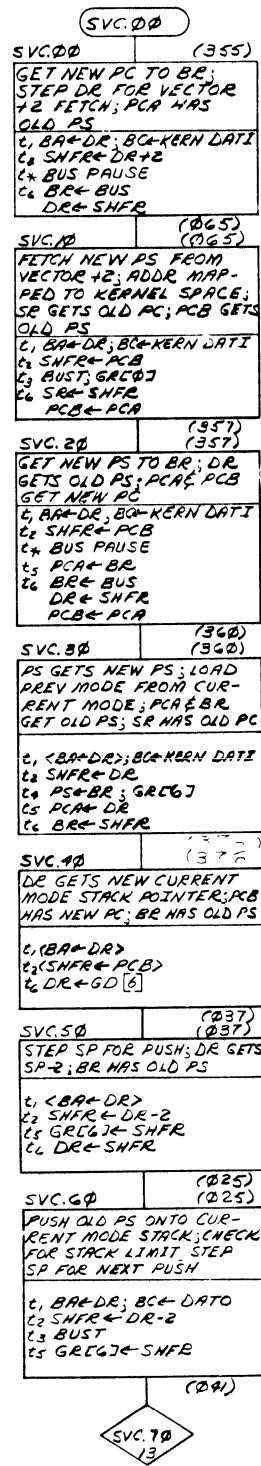 SVC.ØØ
SVC.ØØ (355)
GET NEW PC TO BR;
STEP DR FOR VECTOR
+2 FETCH; PCA HAS
OLD PS
t₁ BA←DR; BC←KERN DATI
t₂ SHFR←DR+2
t* BUS PAUSE
t₆ BR←BUS
DR←SHFR
(Ø65)
SVC.1Ø (Ø65)
FETCH NEW PS FROM
VECTOR +2; ADDR MAP-
PED TO KERNEL SPACE;
SR GETS OLD PC; PCB GETS
OLD PS
t₁ BA←DR; BC←KERN DATI
t₂ SHFR←PCB
t₃ BUST; GR[Ø]
t₆ SR←SHFR
PCB←PCA
(357)
SVC.2Ø (357)
GET NEW PS TO BR; DR
GETS OLD PS; PCA & PCB
GET NEW PC
t₁ BA←DR; BC←KERN DATI
t₂ SHFR←PCB
t* BUS PAUSE
t₅ PCA←BR
t₆ BR←BUS
DR←SHFR
PCB←PCA
(36Ø)
SVC.3Ø (36Ø)
PS GETS NEW PS; LOAD
PREV MODE FROM CUR-
RENT MODE; PCA & BR
GET OLD PS; SR HAS OLD PC
t₁ <BA←DR>; BC←KERN DATI
t₂ SHFR←DR
t₄ PS←BR; GR[6]
t₅ PCA←DR
t₆ BR←SHFR
SVC.4Ø
DR GETS NEW CURRENT
MODE STACK POINTER; PCB
HAS NEW PC; BR HAS OLD PS
t₁ <BA←DR>
t₂ <SHFR←PCB>
t₆ DR←GD[6]
(Ø37)
SVC.5Ø (Ø37)
STEP SP FOR PUSH; DR GETS
SP-2; BR HAS OLD PS
t₁ <BA←DR>
t₂ SHFR←DR-2
t₅ GR[6]←SHFR
t₆ DR←SHFR
(Ø25)
SVC.6Ø (Ø25)
PUSH OLD PS ONTO CUR-
RENT MODE STACK; CHECK
FOR STACK LIMIT STEP
SP FOR NEXT PUSH
t₁ BA←DR; BC←DATO
t₂ SHFR←DR-2
t₃ BUST
t₅ GR[6]←SHFR
(Ø41)
SVC.7Ø
13